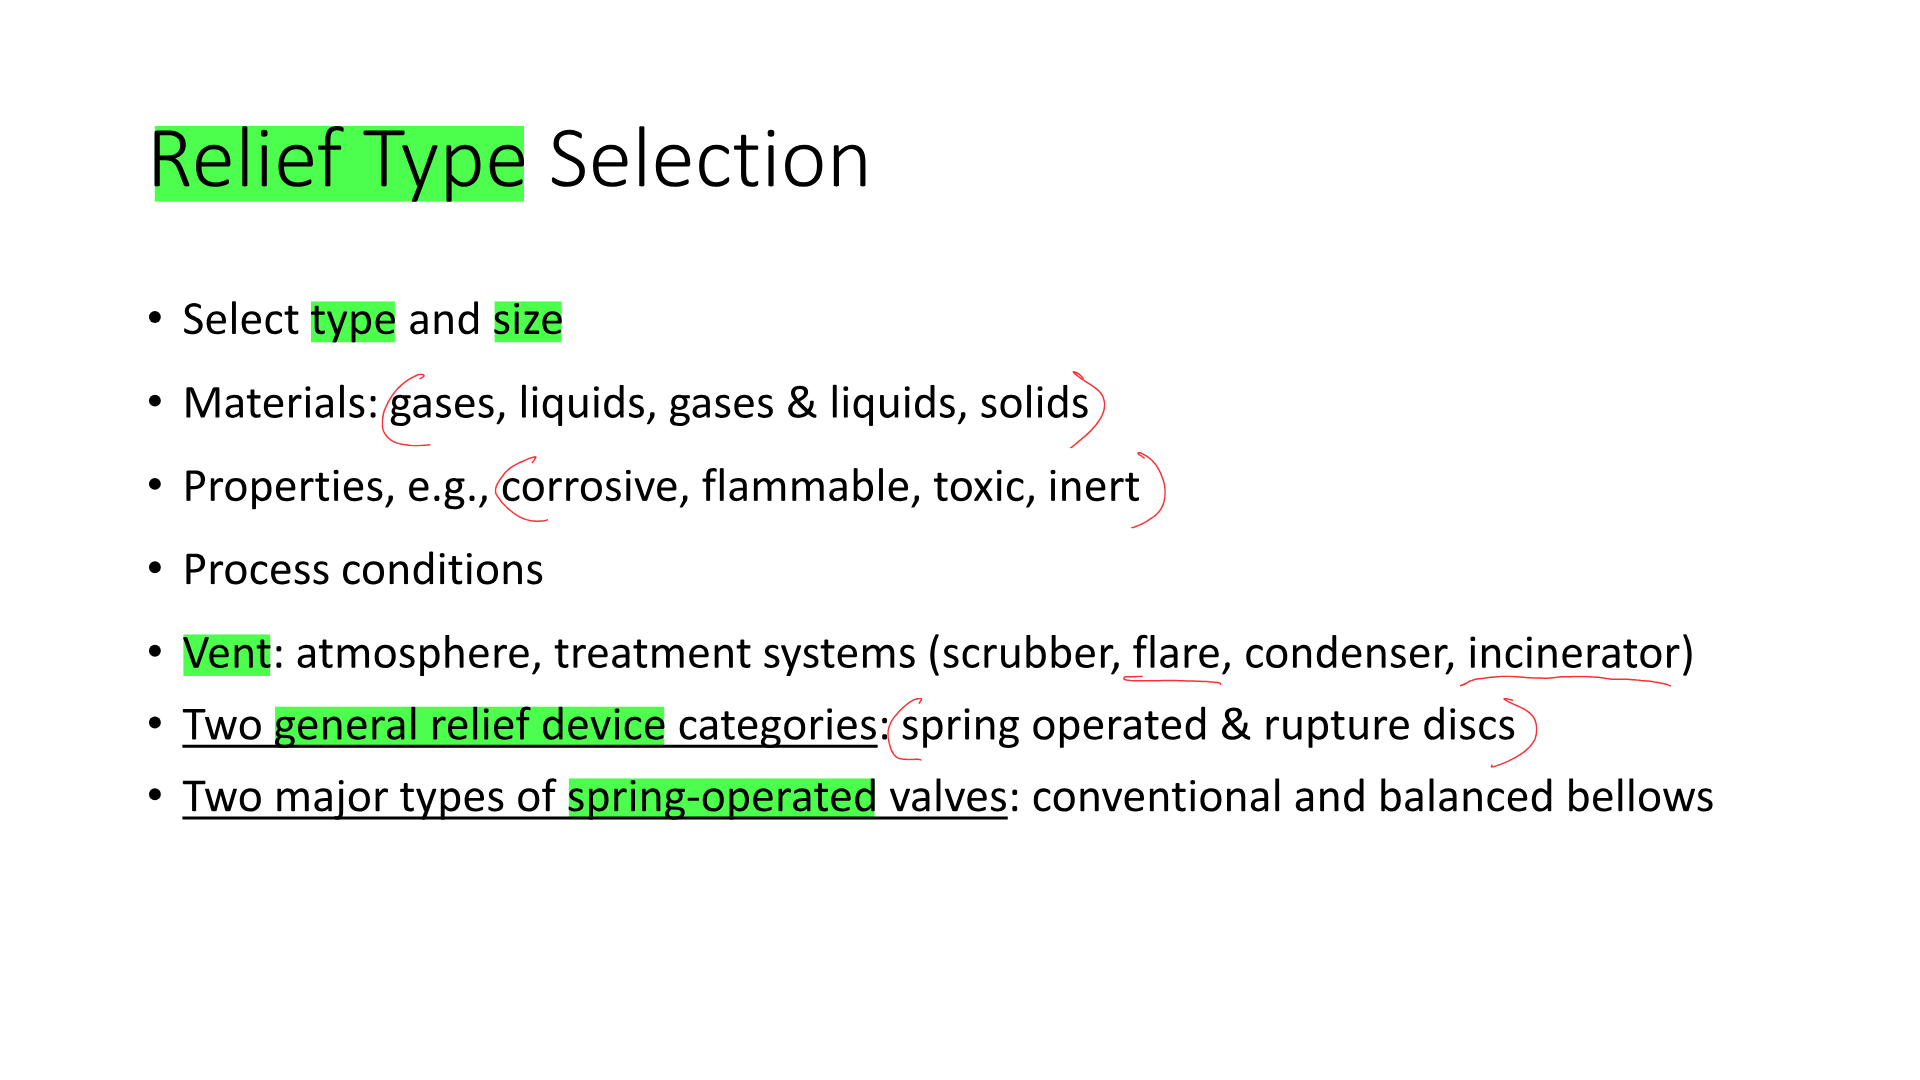 Relief Type Selection
• Select type and size
• Materials: gases, liquids, gases & liquids, solids
• Properties, e.g., corrosive, flammable, toxic, inert
• Process conditions
• Vent: atmosphere, treatment systems (scrubber, flare, condenser, incinerator)
• Two general relief device categories: spring operated & rupture discs
• Two major types of spring-operated valves: conventional and balanced bellows